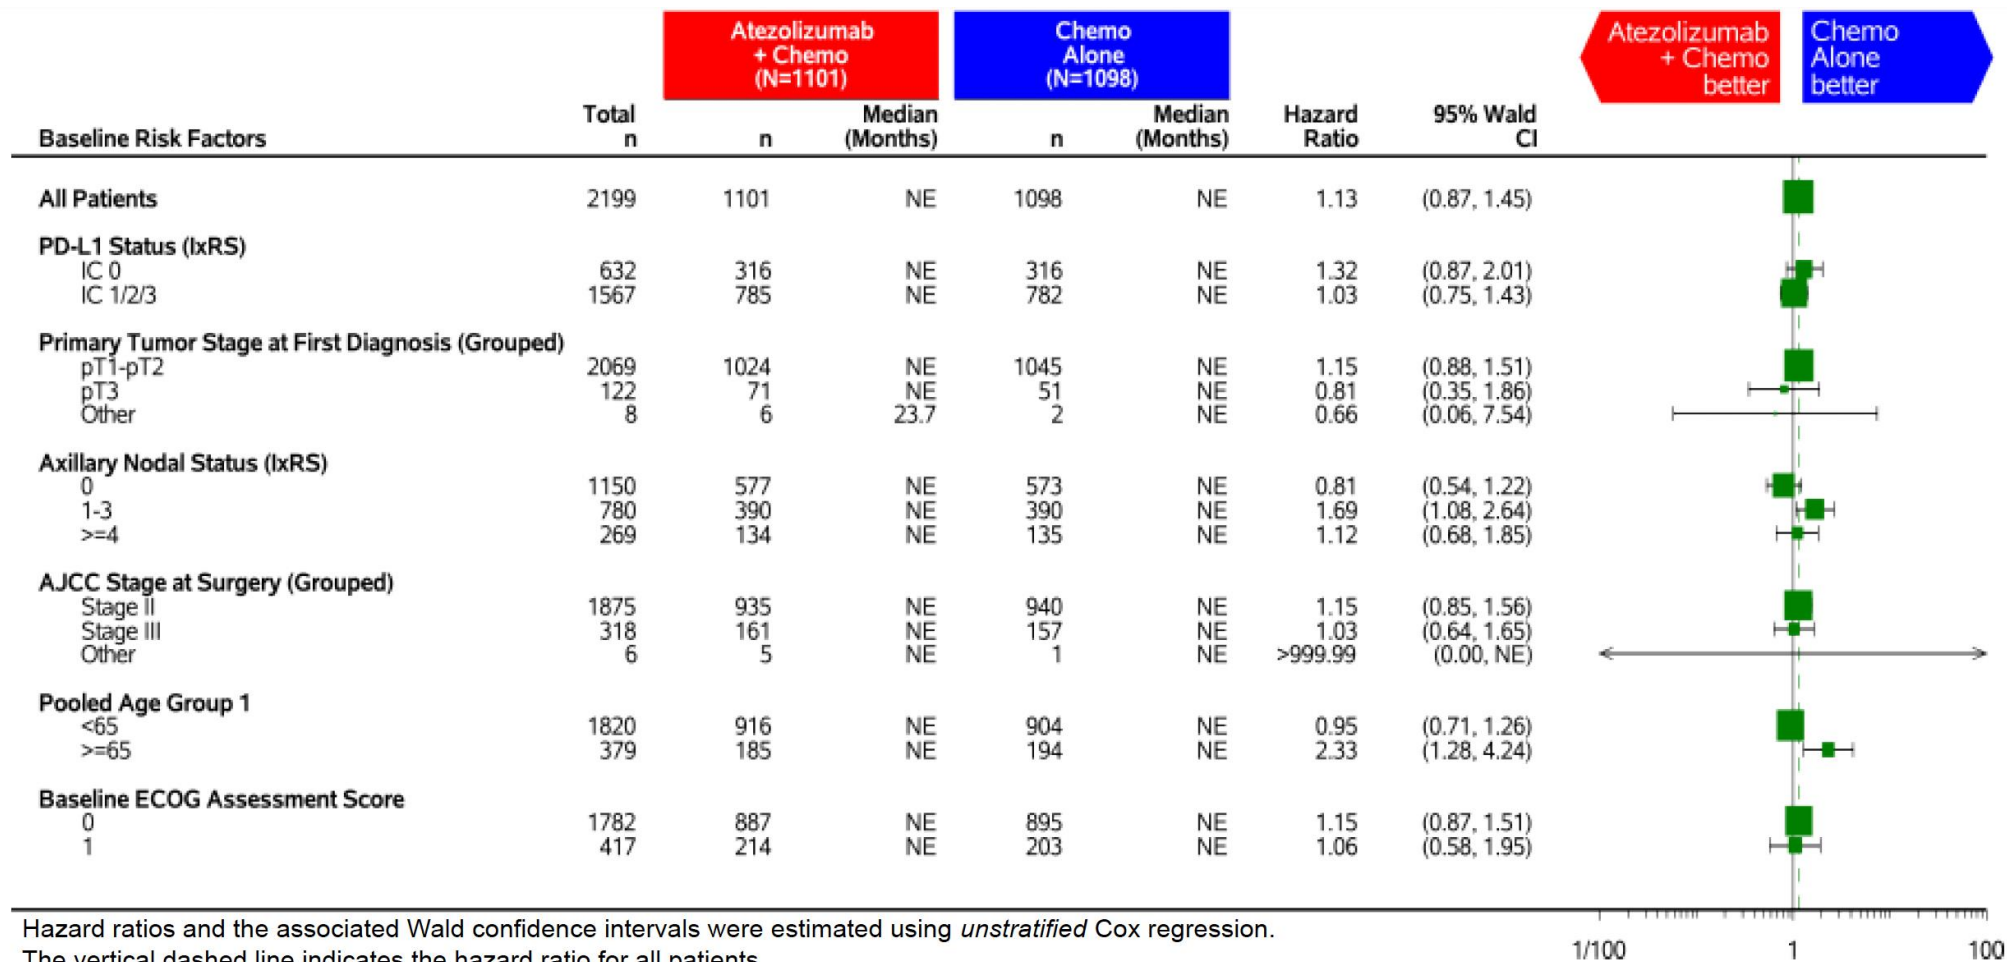 Atezolizumab + Chemo (N=1101)
Chemo Alone (N=1098)
Atezolizumab + Chemo better
Chemo Alone better
Baseline Risk Factors Total n n Median (Months) n Median (Months) Hazard Ratio 95% Wald CI
All Patients 2199 1101 NE 1098 NE 1.13 (0.87, 1.45)
PD-L1 Status (IxRS)
IC 0 632 316 NE 316 NE 1.32 (0.87, 2.01)
IC 1/2/3 1567 785 NE 782 NE 1.03 (0.75, 1.43)
Primary Tumor Stage at First Diagnosis (Grouped)
pT1-pT2 2069 1024 NE 1045 NE 1.15 (0.88, 1.51)
pT3 122 71 NE 51 NE 0.81 (0.35, 1.86)
Other 8 6 23.7 2 NE 0.66 (0.06, 7.54)
Axillary Nodal Status (IxRS)
0 1150 577 NE 573 NE 0.81 (0.54, 1.22)
1-3 780 390 NE 390 NE 1.69 (1.08, 2.64)
>=4 269 134 NE 135 NE 1.12 (0.68, 1.85)
AJCC Stage at Surgery (Grouped)
Stage II 1875 935 NE 940 NE 1.15 (0.85, 1.56)
Stage III 318 161 NE 157 NE 1.03 (0.64, 1.65)
Other 6 5 NE 1 NE >999.99 (0.00, NE)
Pooled Age Group 1
<65 1820 916 NE 904 NE 0.95 (0.71, 1.26)
>=65 379 185 NE 194 NE 2.33 (1.28, 4.24)
Baseline ECOG Assessment Score
0 1782 887 NE 895 NE 1.15 (0.87, 1.51)
1 417 214 NE 203 NE 1.06 (0.58, 1.95)
1/100 1 100
Hazard ratios and the associated Wald confidence intervals were estimated using unstratified Cox regression.
The vertical dashed line indicates the hazard ratio for all patients